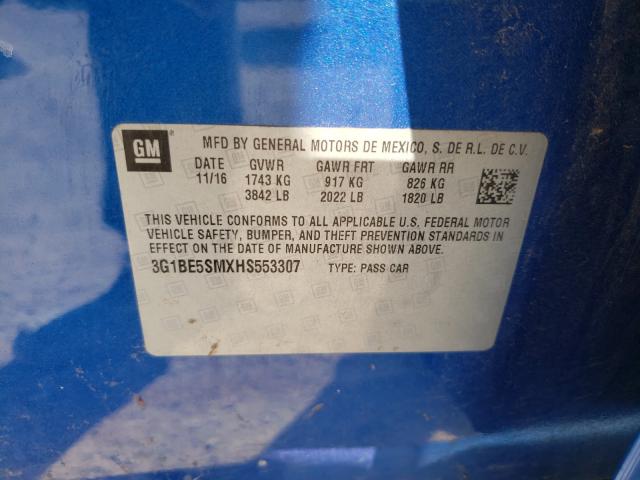 GM
MFD BY GENERAL MOTORS DE MEXICO, S. DE R.L. DE C.V.
DATE GVWR GAWR FRT GAWR RR
11/16 1743 KG 917 KG 826 KG
3842 LB 2022 LB 1820 LB
THIS VEHICLE CONFORMS TO ALL APPLICABLE U.S. FEDERAL MOTOR
VEHICLE SAFETY, BUMPER, AND THEFT PREVENTION STANDARDS IN
EFFECT ON THE DATE OF MANUFACTURE SHOWN ABOVE.
3G1BE5SMXHS553307 TYPE: PASS CAR